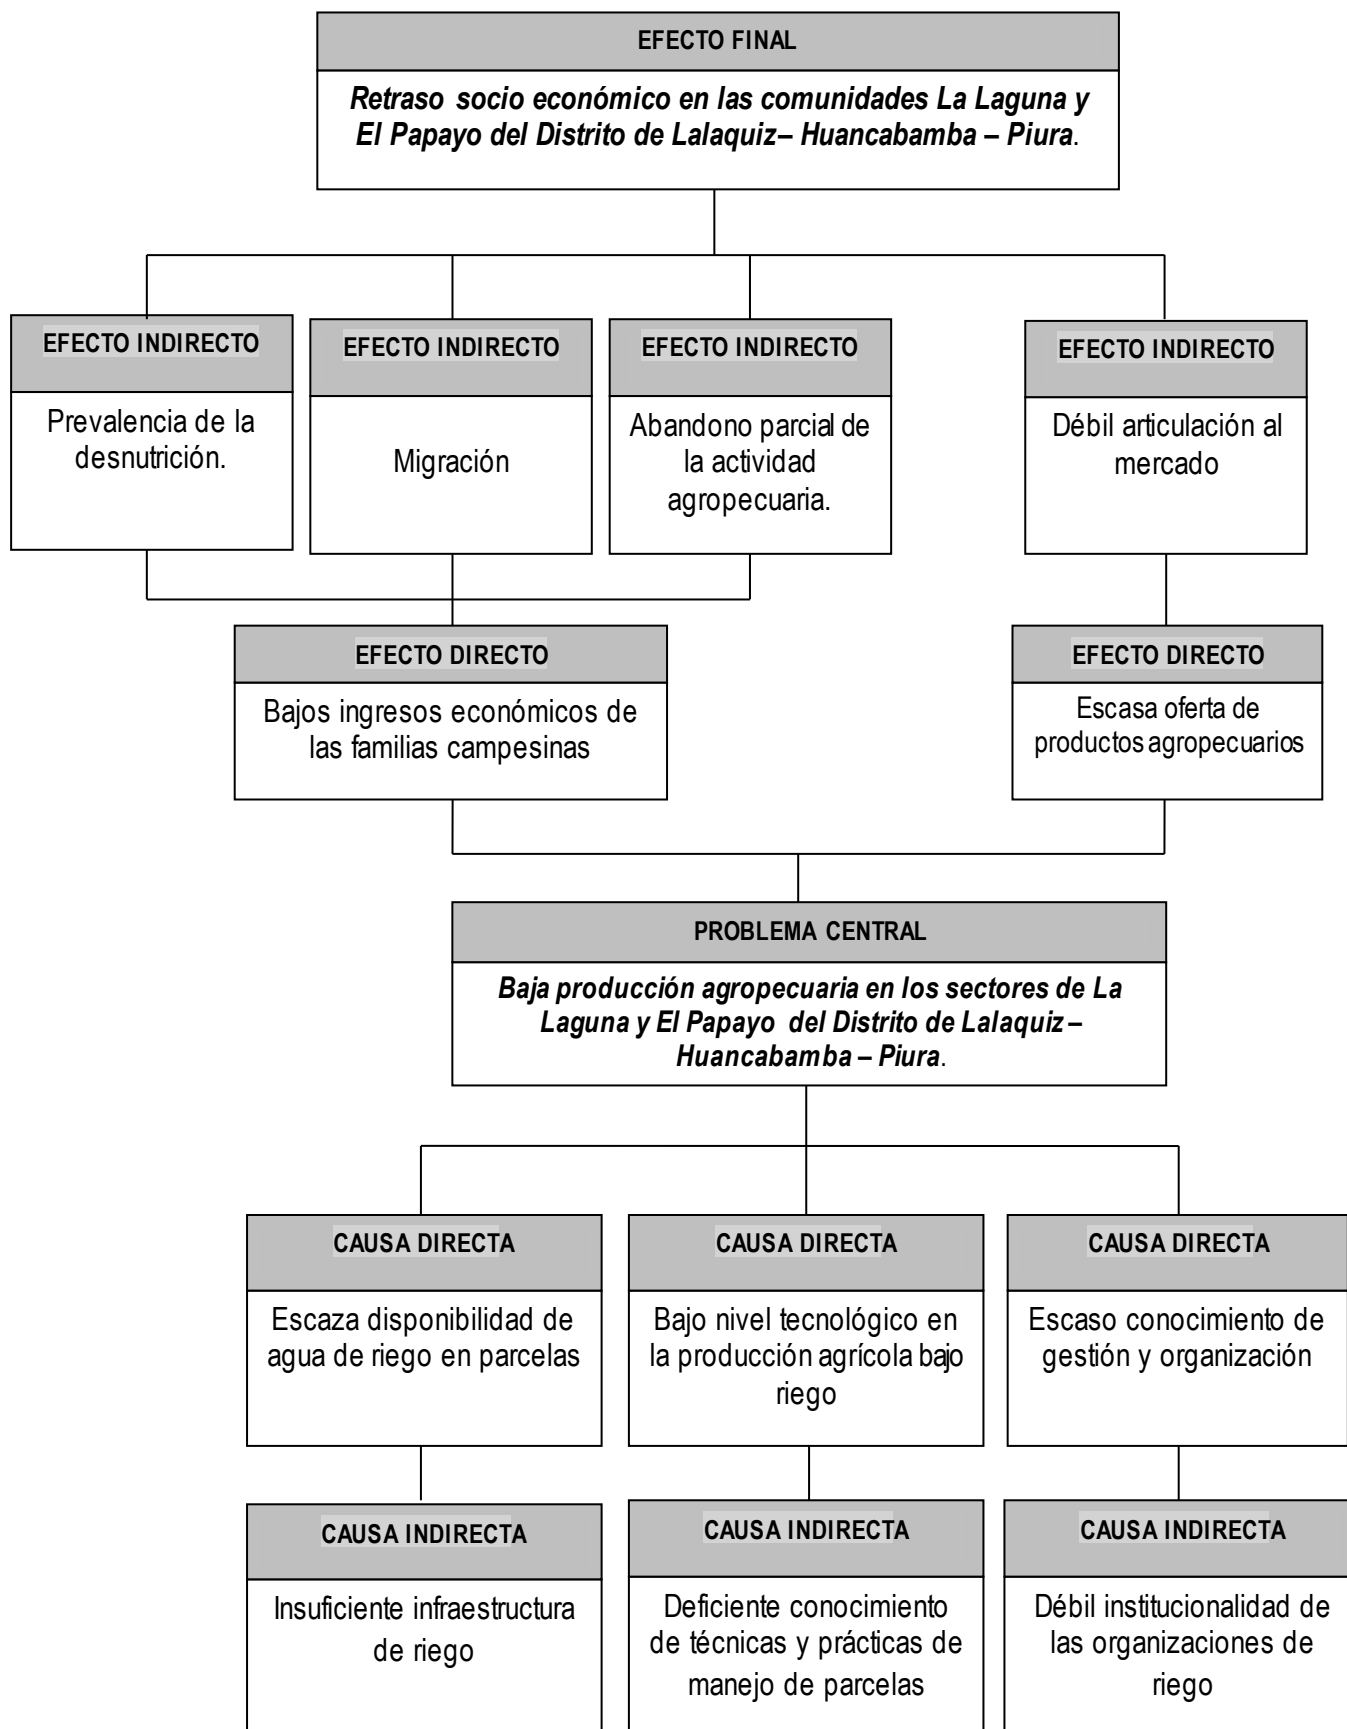 EFECTO FINAL
Retraso socio económico en las comunidades La Laguna y
El Papayo del Distrito de Lalaquiz– Huancabamba – Piura.
EFECTO INDIRECTO
Prevalencia de la
desnutrición.
EFECTO INDIRECTO
Migración
EFECTO INDIRECTO
Abandono parcial de
la actividad
agropecuaria.
EFECTO INDIRECTO
Débil articulación al
mercado
EFECTO DIRECTO
Bajos ingresos económicos de
las familias campesinas
EFECTO DIRECTO
Escasa oferta de
productos agropecuarios
PROBLEMA CENTRAL
Baja producción agropecuaria en los sectores de La
Laguna y El Papayo del Distrito de Lalaquiz –
Huancabamba – Piura.
CAUSA DIRECTA
Escaza disponibilidad de
agua de riego en parcelas
CAUSA DIRECTA
Bajo nivel tecnológico en
la producción agrícola bajo
riego
CAUSA DIRECTA
Escaso conocimiento de
gestión y organización
CAUSA INDIRECTA
Insuficiente infraestructura
de riego
CAUSA INDIRECTA
Deficiente conocimiento
de técnicas y prácticas de
manejo de parcelas
CAUSA INDIRECTA
Débil institucionalidad de
las organizaciones de
riego